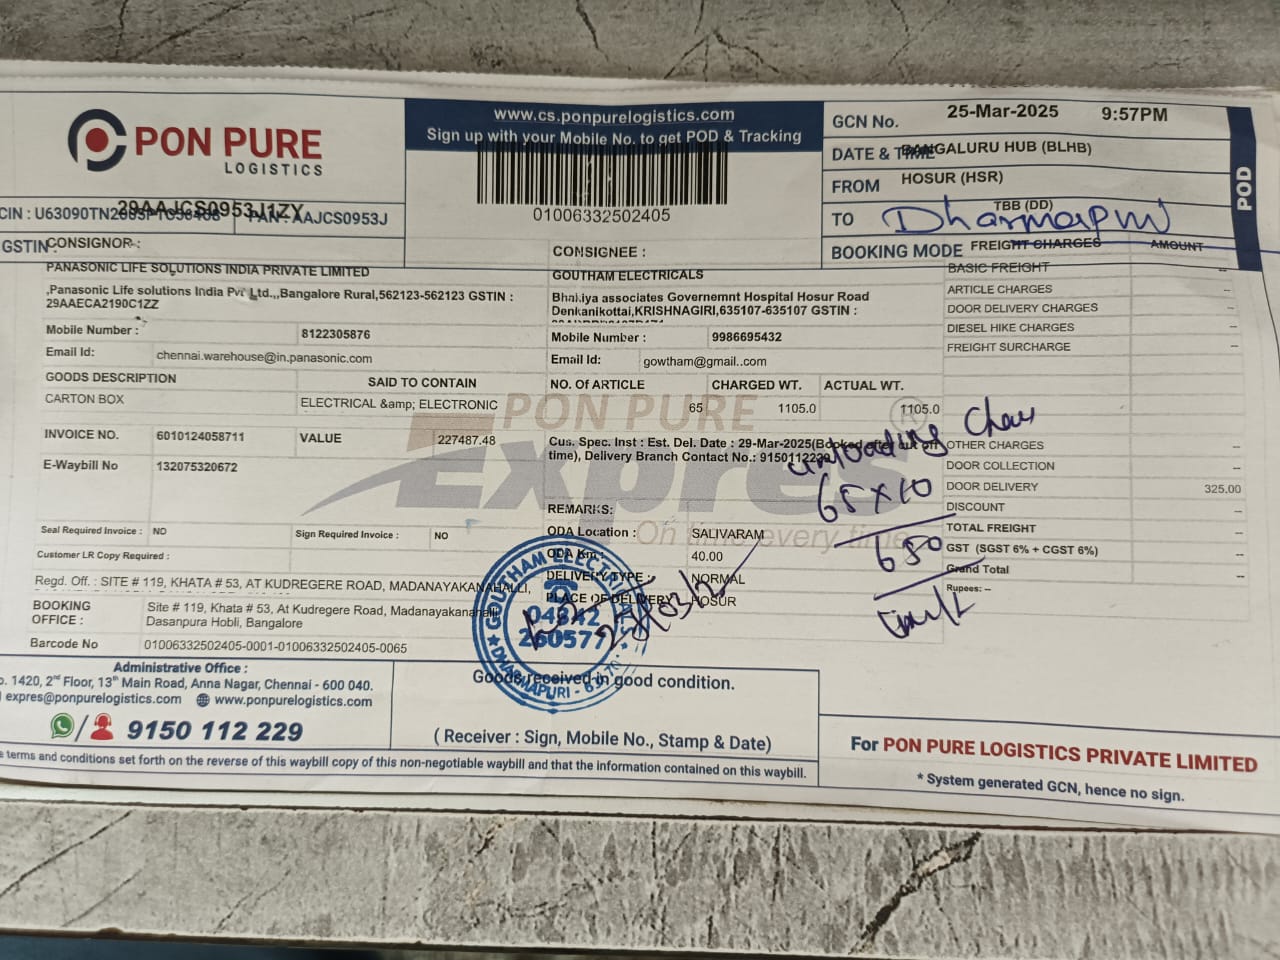 PON PURE
LOGISTICS
www.cs.ponpurelogistics.com
Sign up with your Mobile No. to get POD & Tracking
01006332502405
GCN No.
25-Mar-2025 9:57PM
DATE & TIME
BANGALURU HUB (BLHB)
FROM
HOSUR (HSR)
TO
TBB (DD)
Dharmapuri
BOOKING MODE
POD
CIN : U63090TN2003PTC50408 PAN : AAJCS0953J
29AAJCS0953J1ZY
GSTIN
CONSIGNOR :
PANASONIC LIFE SOLUTIONS INDIA PRIVATE LIMITED
,Panasonic Life solutions India Pvt Ltd.,,Bangalore Rural,562123-562123 GSTIN :
29AAECA2190C1ZZ
Mobile Number : 8122305876
Email Id: chennai.warehouse@in.panasonic.com
CONSIGNEE :
GOUTHAM ELECTRICALS
Bhakiya associates Governemnt Hospital Hosur Road
Denkanikottai,KRISHNAGIRI,635107-635107 GSTIN :
Mobile Number : 9986695432
Email Id: gowtham@gmail..com
FREIGHT CHARGES AMOUNT
BASIC FREIGHT --
ARTICLE CHARGES --
DOOR DELIVERY CHARGES --
DIESEL HIKE CHARGES --
FREIGHT SURCHARGE --
GOODS DESCRIPTION SAID TO CONTAIN NO. Of ARTICLE CHARGED WT. ACTUAL WT.
CARTON BOX ELECTRICAL &amp; ELECTRONIC 65 1105.0 1105.0
PON PURE
Expres
On time every time
INVOICE NO. 6010124058711 VALUE 227487.48
E-Waybill No 132075320672
Cus. Spec. Inst : Est. Del. Date : 29-Mar-2025(Booked after cut off
time), Delivery Branch Contact No.: 9150112229
unloading
65×10
650
OTHER CHARGES --
DOOR COLLECTION --
DOOR DELIVERY 325.00
DISCOUNT --
TOTAL FREIGHT --
GST (SGST 6% + CGST 6%) --
Grand Total --
Rupees: --
REMARKS:
ODA Location : SALIVARAM
ODA Km : 40.00
DELIVERY TYPE : NORMAL
PLACE OF DELIVERY HOSUR
Seal Required Invoice : NO Sign Required Invoice : NO
Customer LR Copy Required :
Regd. Off. : SITE # 119, KHATA # 53, AT KUDREGERE ROAD, MADANAYAKANAHALLI,
BOOKING
OFFICE :
Site # 119, Khata # 53, At Kudregere Road, Madanayakanahalli
Dasanpura Hobli, Bangalore
Barcode No 01006332502405-0001-01006332502405-0065
GOUTHAM ELECTRICALS
04342
260577
DHARMAPURI
Administrative Office :
1420, 2nd Floor, 13th Main Road, Anna Nagar, Chennai - 600 040.
expres@ponpurelogistics.com www.ponpurelogistics.com
9150 112 229
Goods received in good condition.
( Receiver : Sign, Mobile No., Stamp & Date)
terms and conditions set forth on the reverse of this waybill copy of this non-negotiable waybill and that the information contained on this waybill.
For PON PURE LOGISTICS PRIVATE LIMITED
* System generated GCN, hence no sign.